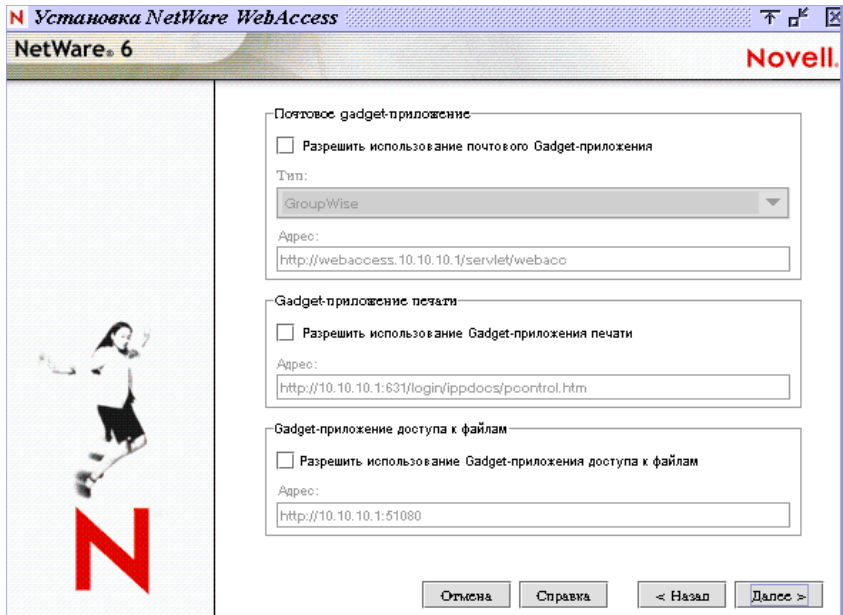 N Установка NetWare WebAccess
NetWare® 6
Novell.
Почтовое gadget-приложение
Разрешить использование почтового Gadget-приложения
Тип:
GroupWise
Адрес:
http://webaccess.10.10.10.1/servlet/webacc
Gadget-приложение печати
Разрешить использование Gadget-приложения печати
Адрес:
http://10.10.10.1:631/login/ippdocs/pcontrol.htm
Gadget-приложение доступа к файлам
Разрешить использование Gadget-приложения доступа к файлам
Адрес:
http://10.10.10.1:51080
N
Отмена
Справка
< Назад
Далее >